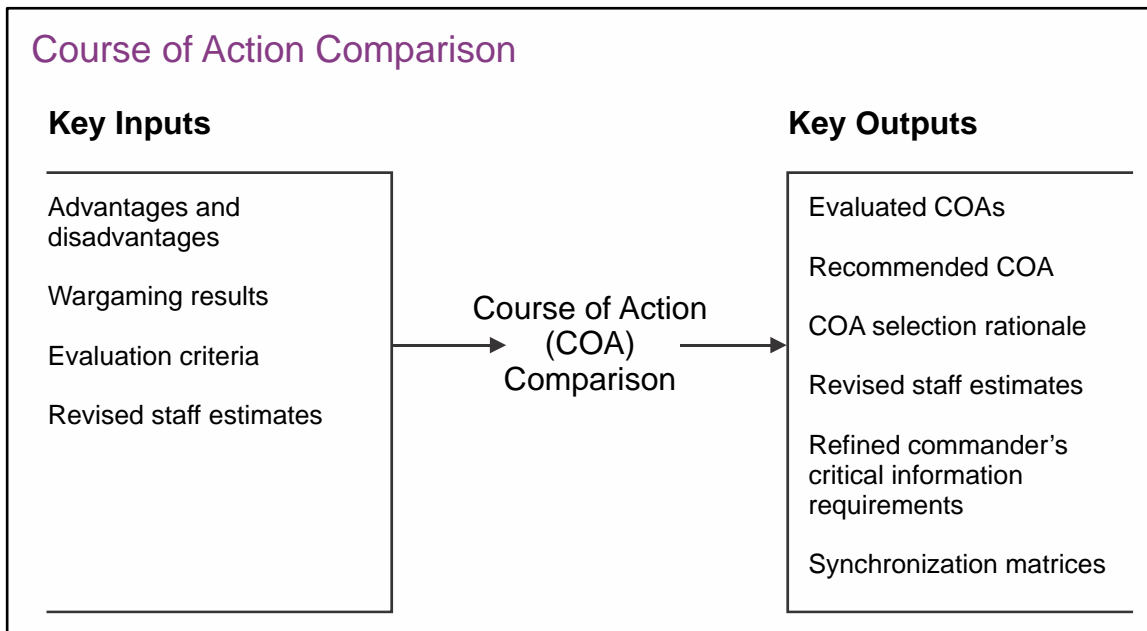 Course of Action Comparison
Key Inputs
Advantages and
disadvantages
Wargaming results
Evaluation criteria
Revised staff estimates
Course of Action
(COA)
Comparison
Key Outputs
Evaluated COAs
Recommended COA
COA selection rationale
Revised staff estimates
Refined commander’s
critical information
requirements
Synchronization matrices